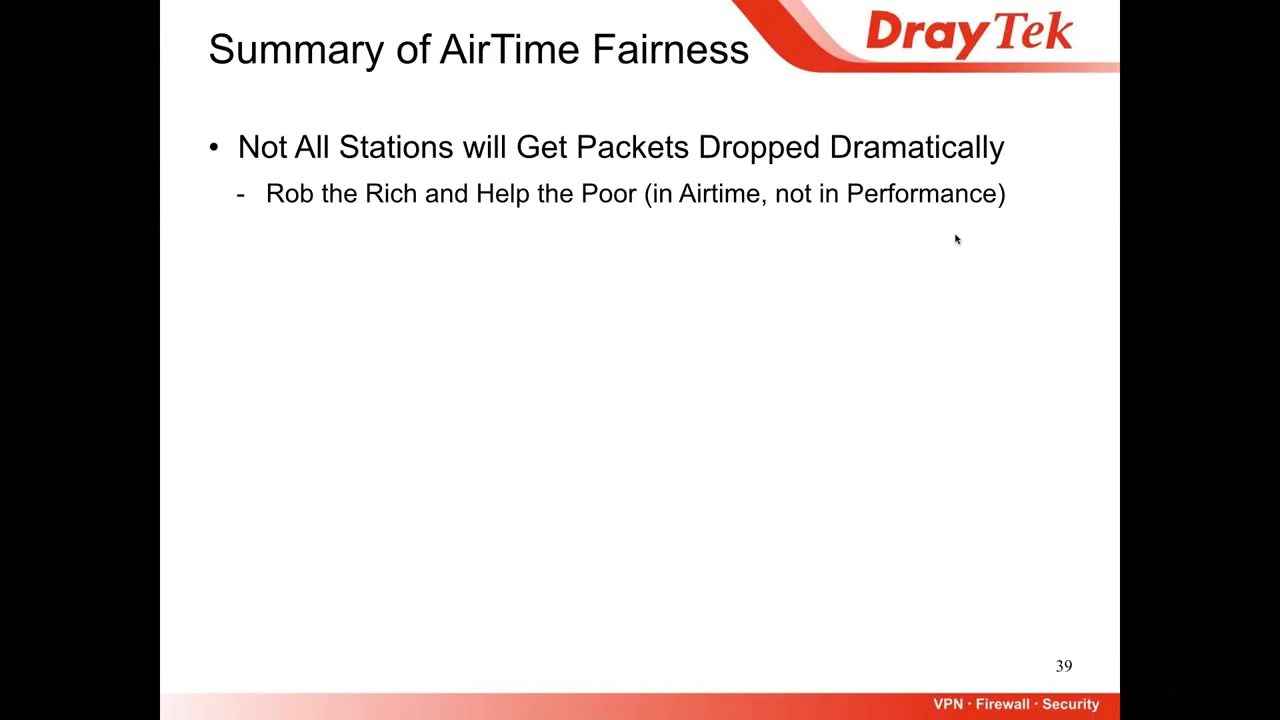 Summary of AirTime Fairness
DrayTek
• Not All Stations will Get Packets Dropped Dramatically
- Rob the Rich and Help the Poor (in Airtime, not in Performance)
39
VPN · Firewall · Security